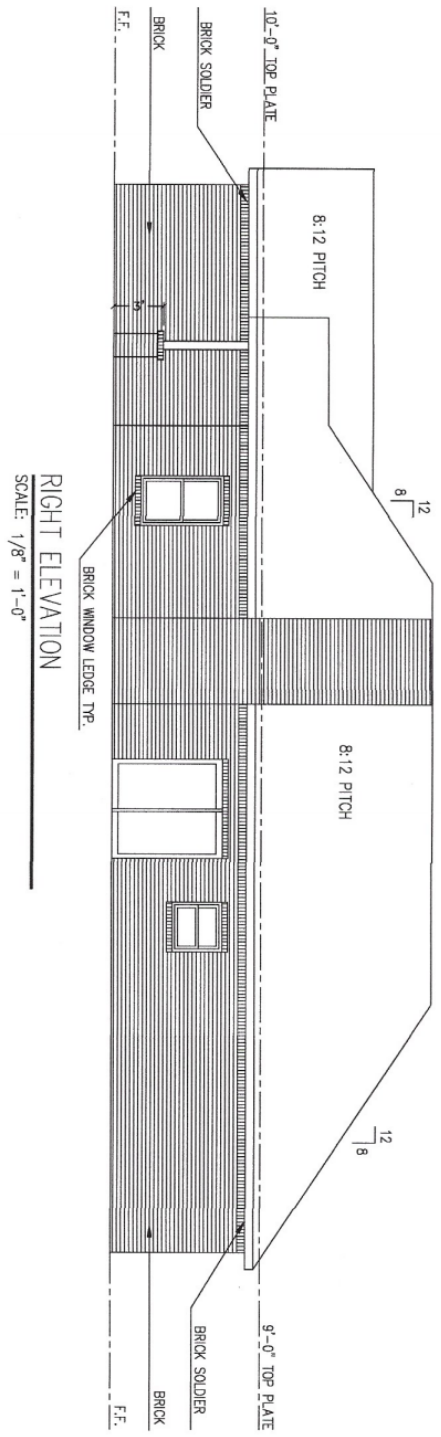 12
8
12
8
8:12 PITCH
8:12 PITCH
10'-0" TOP PLATE
9'-0" TOP PLATE
BRICK SOLDIER
BRICK SOLDIER
3'
BRICK
BRICK
F.F.
F.F.
BRICK WINDOW LEDGE TYP.
RIGHT ELEVATION
SCALE: 1/8" = 1'-0"